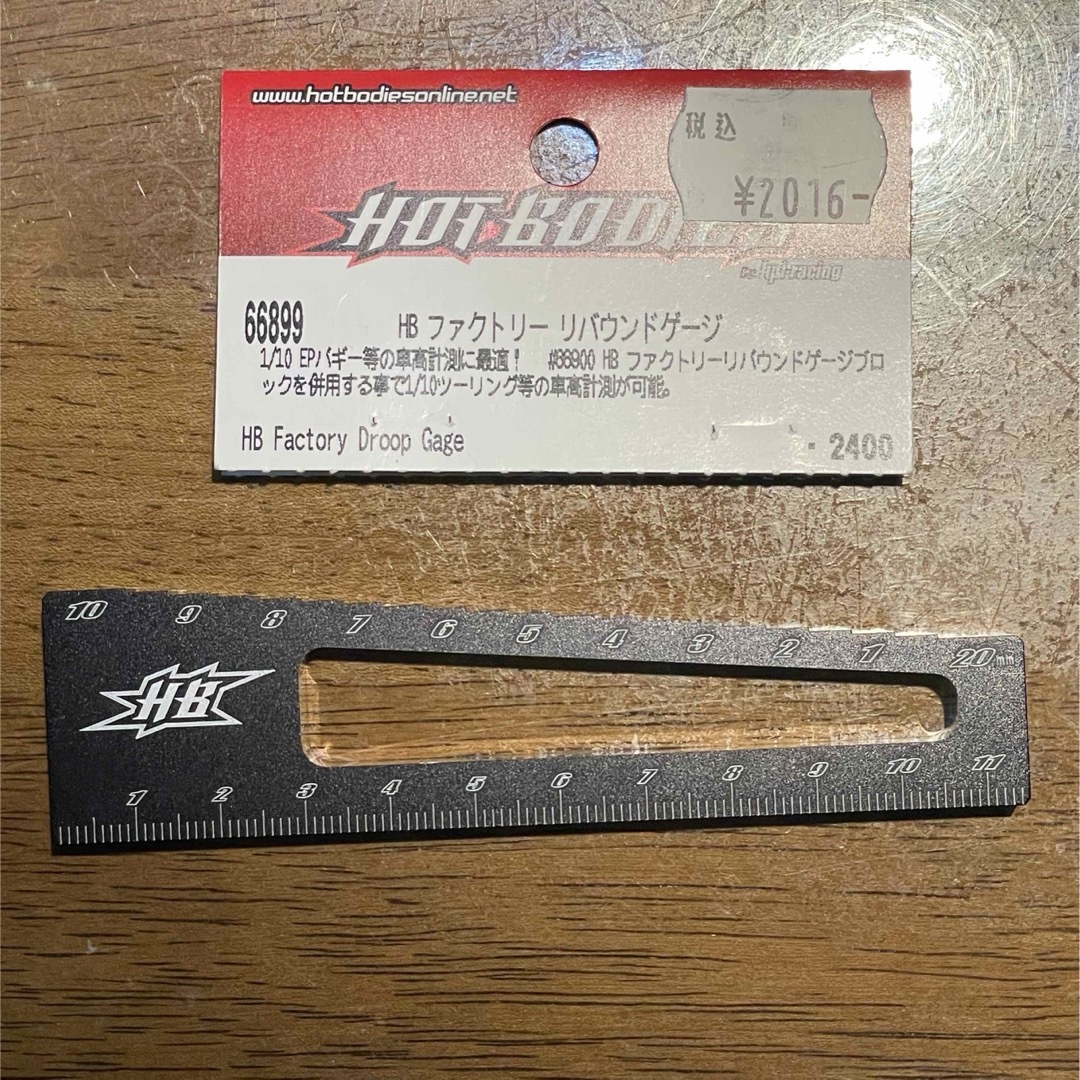 www.hotbodiesonline.net
税込
¥2016-
HOT BODIES
by hpi-racing
66899 HB ファクトリー リバウンドゲージ
1/10 EPバギー等の車高計測に最適! #66900 HB ファクトリーリバウンドゲージブロ
ックを併用する事で1/10ツーリング等の車高計測が可能。
HB Factory Droop Gage
・2400
10 9 8 7 6 5 4 3 2 1 20mm
HB
1 2 3 4 5 6 7 8 9 10 11